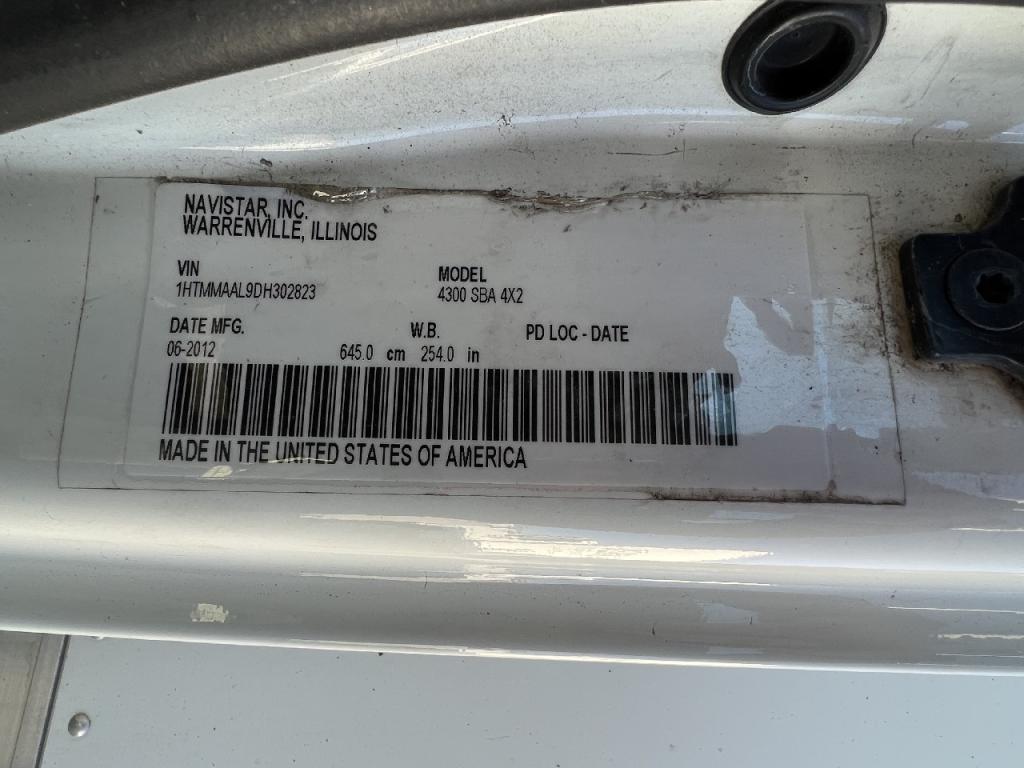 NAVISTAR, INC.
WARRENVILLE, ILLINOIS
VIN MODEL
1HTMMAAL9DH302823 4300 SBA 4X2
DATE MFG. W.B. PD LOC - DATE
06-2012 645.0 cm 254.0 in
MADE IN THE UNITED STATES OF AMERICA